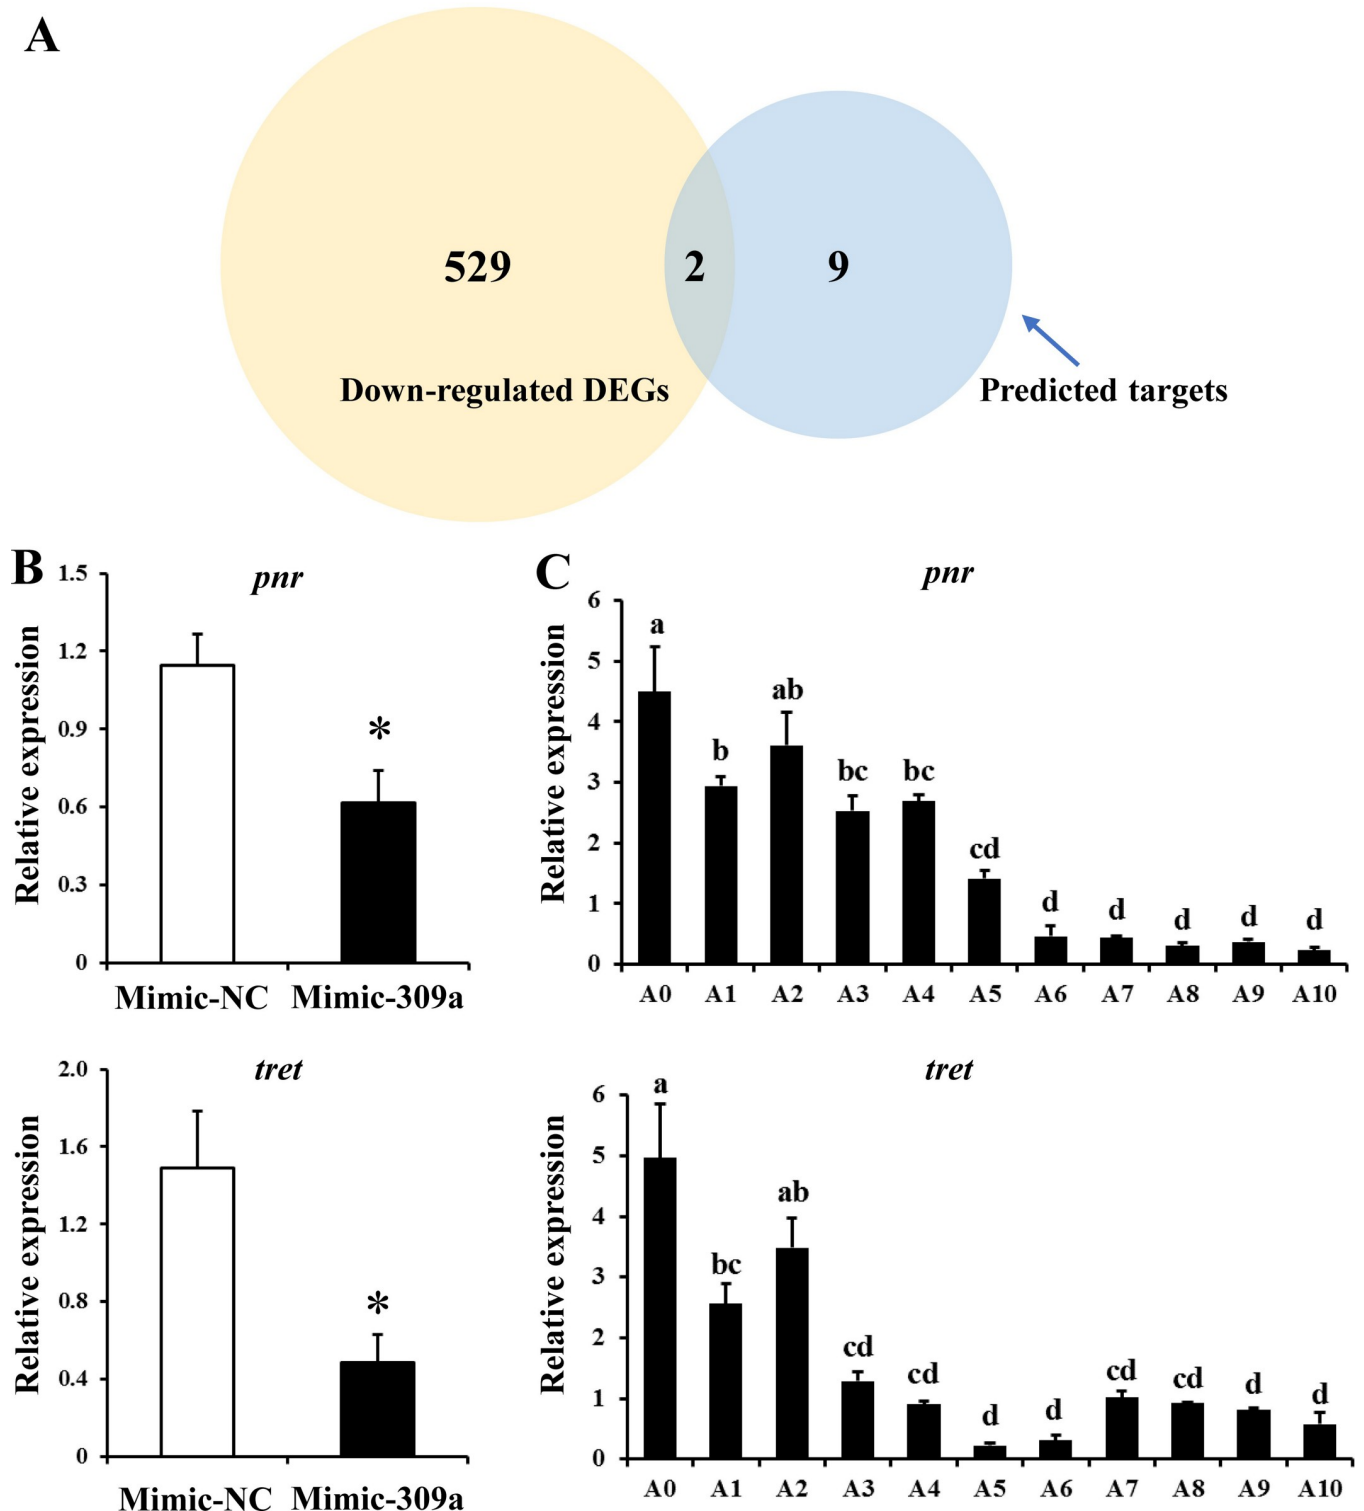 A
529 2 9
Down-regulated DEGs
Predicted targets
B
pnr
Relative expression
1.5
1.2
0.9
0.6
0.3
0
*
Mimic-NC Mimic-309a
tret
Relative expression
2.0
1.6
1.2
0.8
0.4
0
*
Mimic-NC Mimic-309a
C
pnr
Relative expression
6
5
4
3
2
1
0
a b ab bc bc cd d d d d d
A0 A1 A2 A3 A4 A5 A6 A7 A8 A9 A10
tret
Relative expression
6
5
4
3
2
1
0
a bc ab cd cd d d cd cd d d
A0 A1 A2 A3 A4 A5 A6 A7 A8 A9 A10